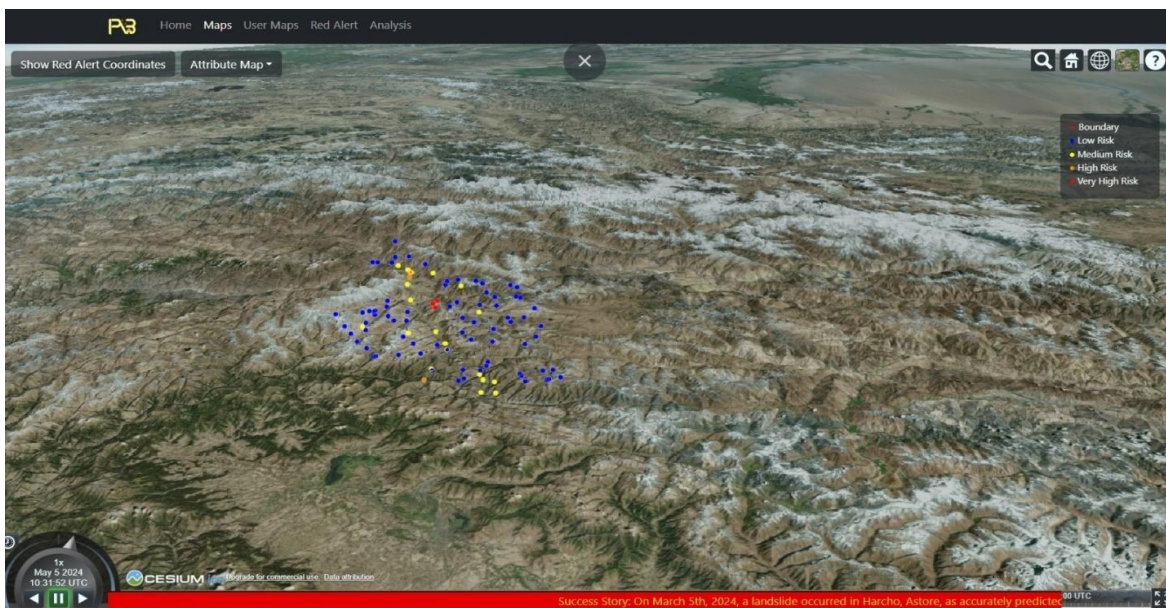 PAB Home Maps User Maps Red Alert Analysis
Show Red Alert Coordinates Attribute Map
?
Boundary
Low Risk
Medium Risk
High Risk
Very High Risk
1x
May 5 2024
10:31:52 UTC
CESIUM Upgrade for commercial use. Data attribution
00 UTC
Success Story: On March 5th, 2024, a landslide occurred in Harcho, Astore, as accurately predicted